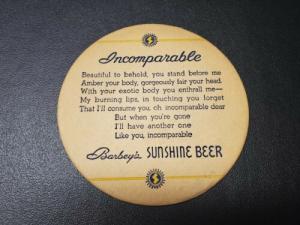 Incomparable
Beautiful to behold, you stand before me
Amber your body, gorgeously fair your head.
With your exotic body you enthrall me—
My burning lips, in touching you forget
That I'll consume you, oh incomparable dear
But when you're gone
I'll have another one
Like you, incomparable
Barbey's SUNSHINE BEER